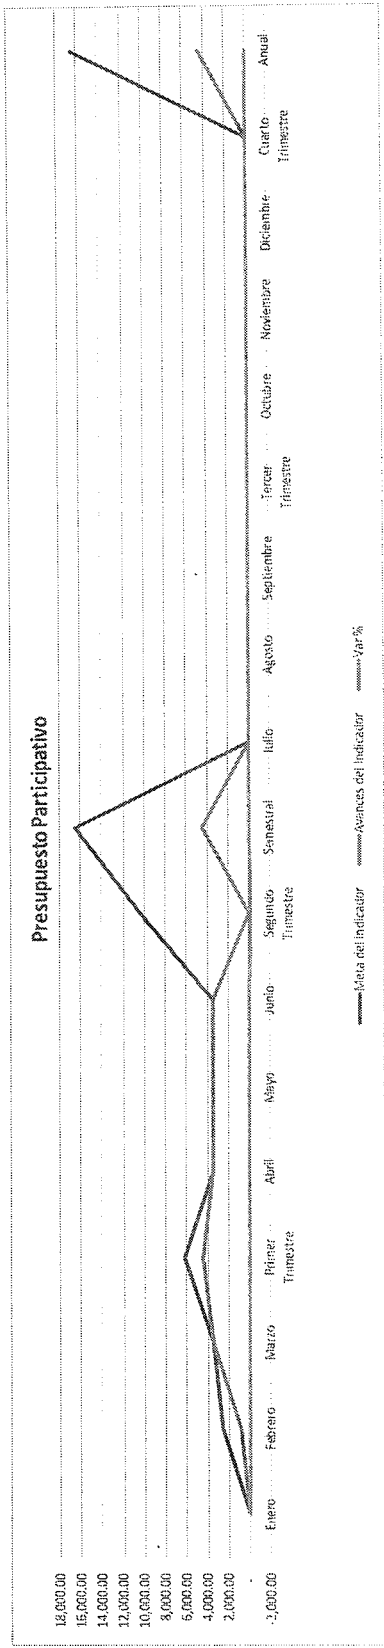 Presupuesto Participativo
18,000.00
16,000.00
14,000.00
12,000.00
10,000.00
8,000.00
6,000.00
4,000.00
2,000.00
-
-2,000.00
Enero
Febrero
Marzo
Primer
Trimestre
Abril
Mayo
Junio
Segundo
Trimestre
Semestral
Julio
Agosto
Septiembre
Tercer
Trimestre
Octubre
Noviembre
Diciembre
Cuarto
Trimestre
Anual
Meta del Indicador
Avances del Indicador
Var%